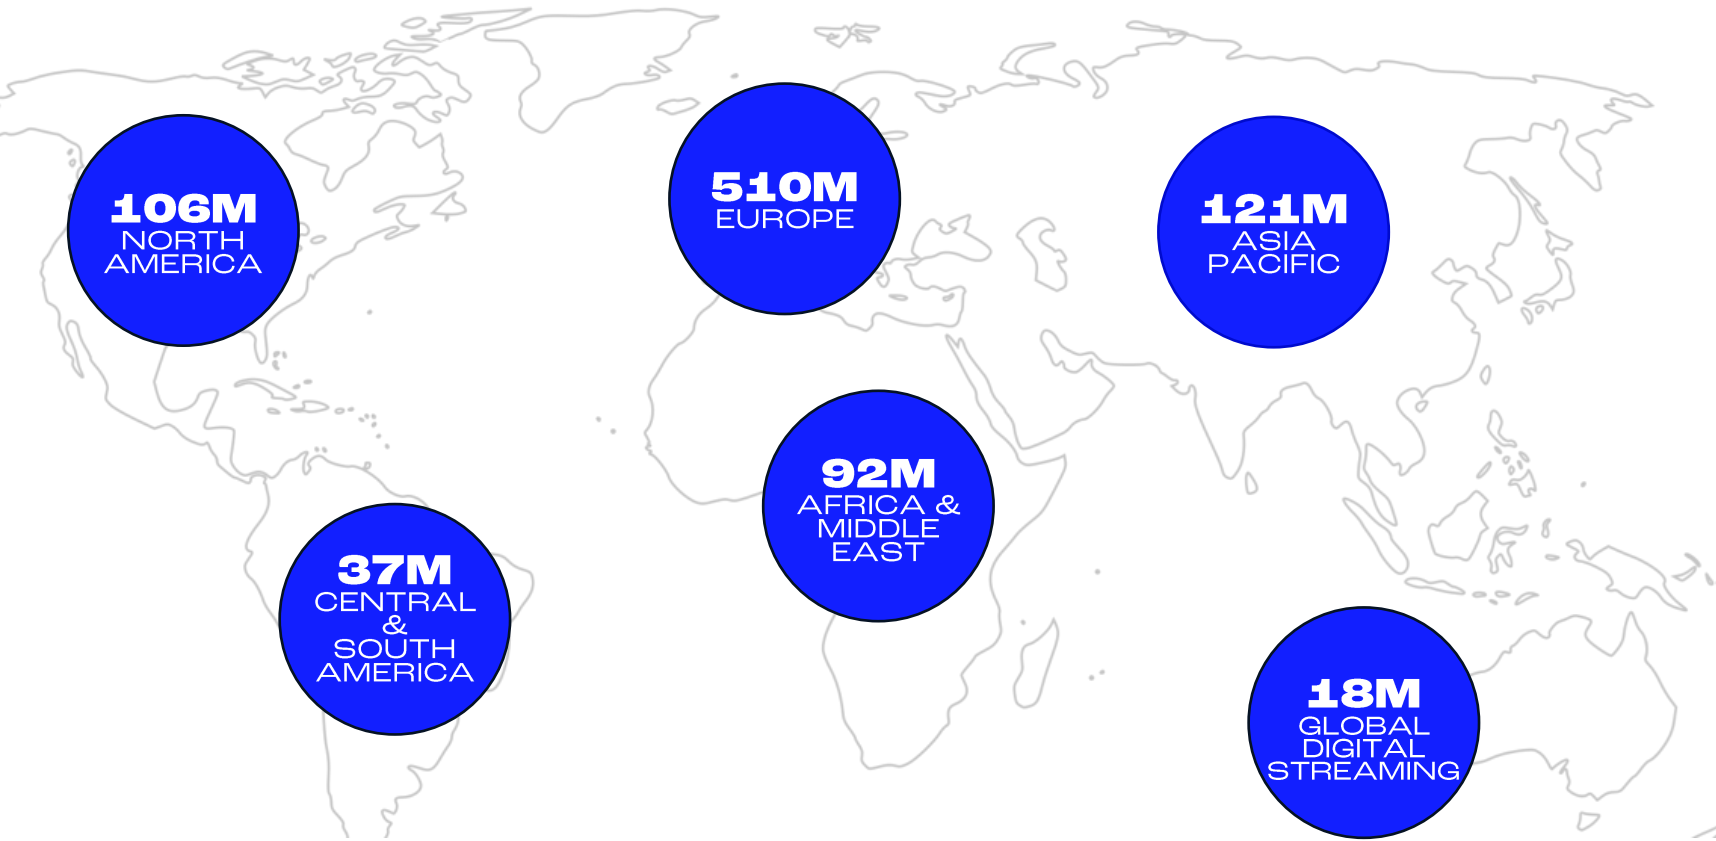 106M
NORTH
AMERICA
510M
EUROPE
121M
ASIA
PACIFIC
92M
AFRICA &
MIDDLE
EAST
37M
CENTRAL
&
SOUTH
AMERICA
18M
GLOBAL
DIGITAL
STREAMING